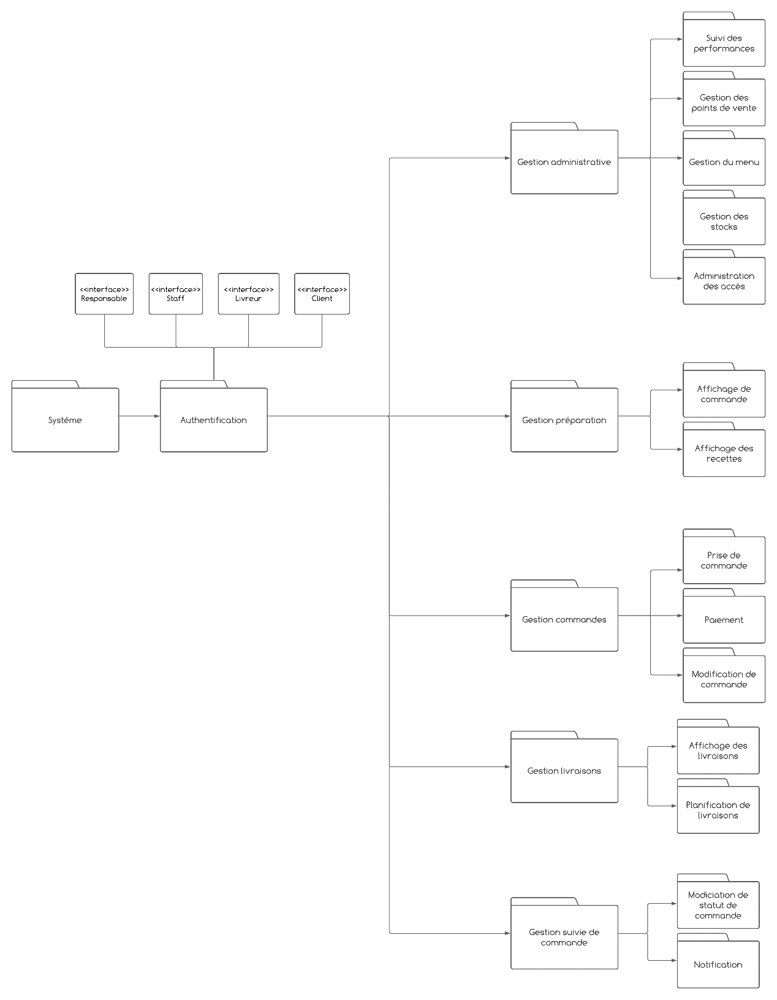 Suivi des
performances
Gestion des
points de vente
Gestion administrative
Gestion du menu
Gestion des
stocks
Administration
des accès
<<interface>>
Responsable
<<interface>>
Staff
<<interface>>
Livreur
<<interface>>
Client
Système
Authentification
Gestion préparation
Affichage de
commande
Affichage des
recettes
Gestion commandes
Prise de
commande
Paiement
Modification de
commande
Gestion livraisons
Affichage des
livraisons
Planification de
livraisons
Gestion suivie de
commande
Modiciation de
statut de
commande
Notification